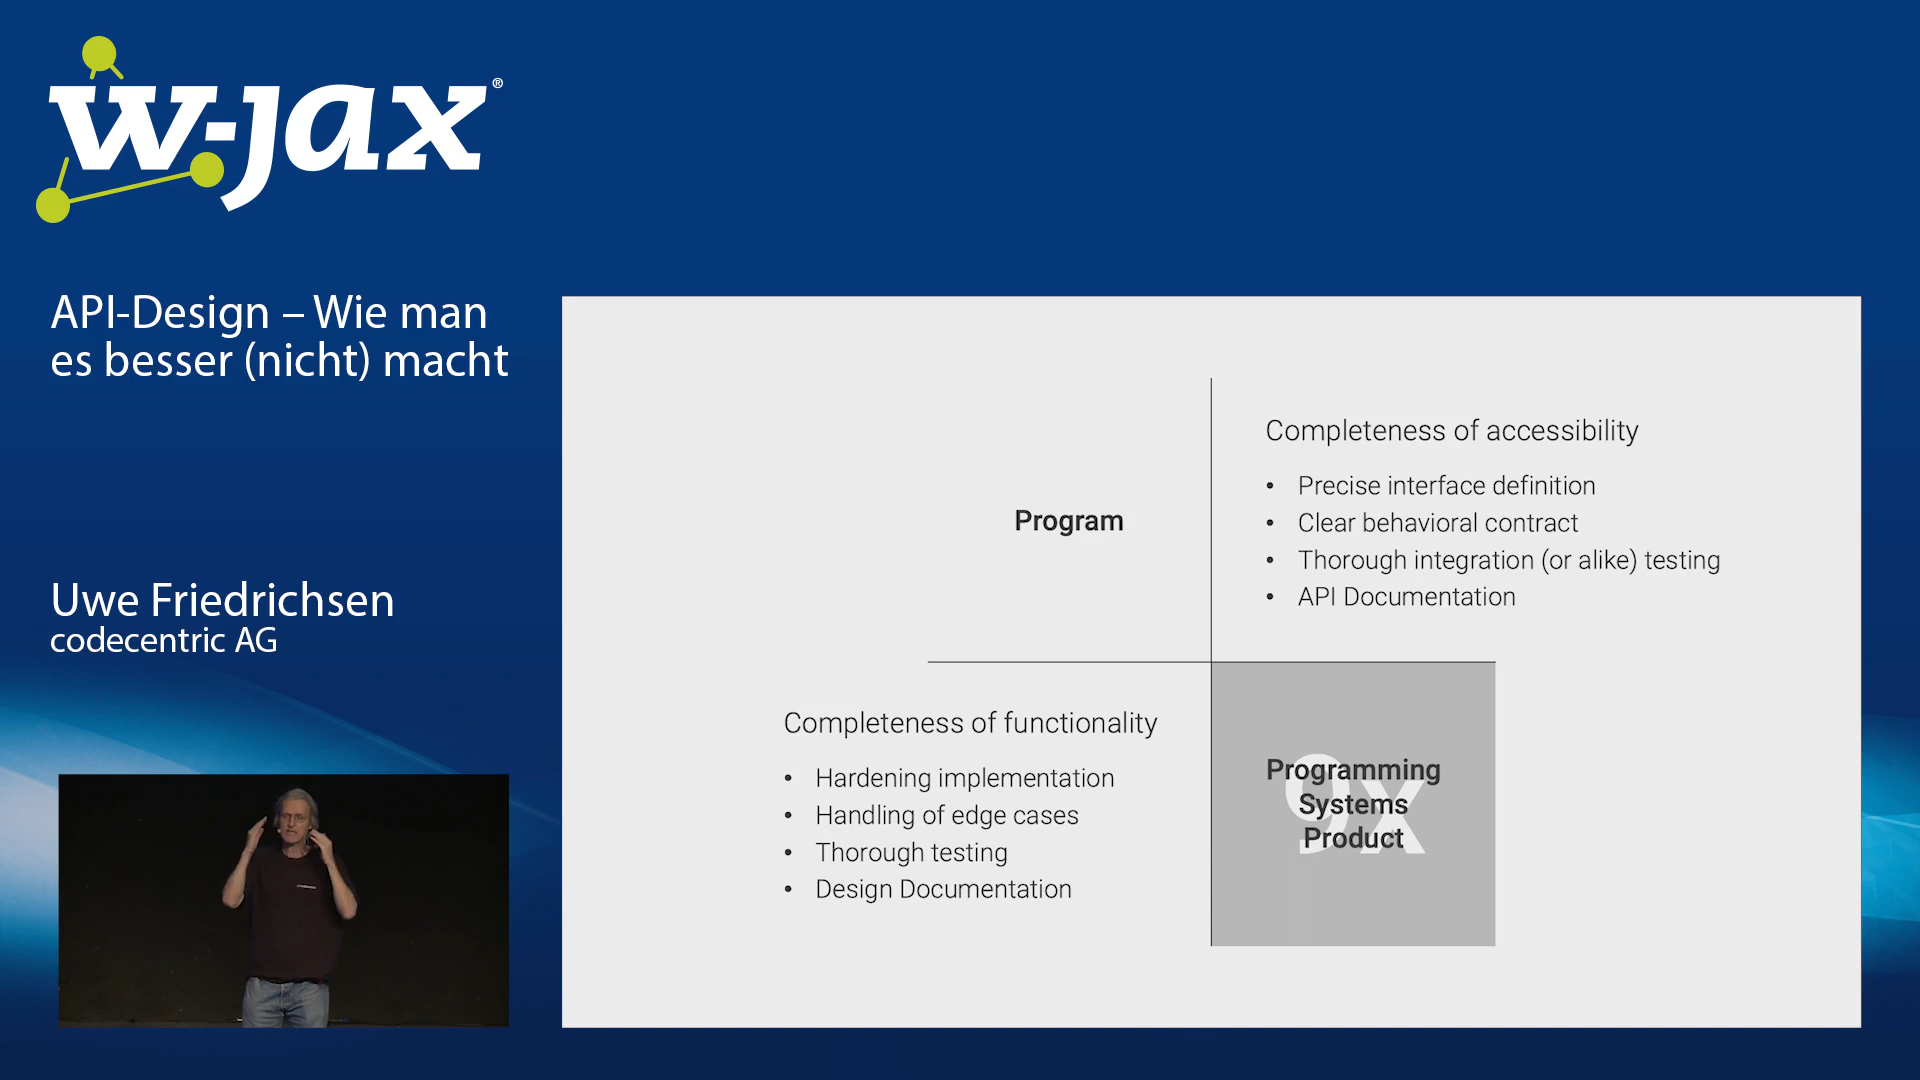 w-jax®
API-Design – Wie man
es besser (nicht) macht
Uwe Friedrichsen
codecentric AG
Program
Completeness of accessibility
• Precise interface definition
• Clear behavioral contract
• Thorough integration (or alike) testing
• API Documentation
Completeness of functionality
• Hardening implementation
• Handling of edge cases
• Thorough testing
• Design Documentation
9x
Programming
Systems
Product